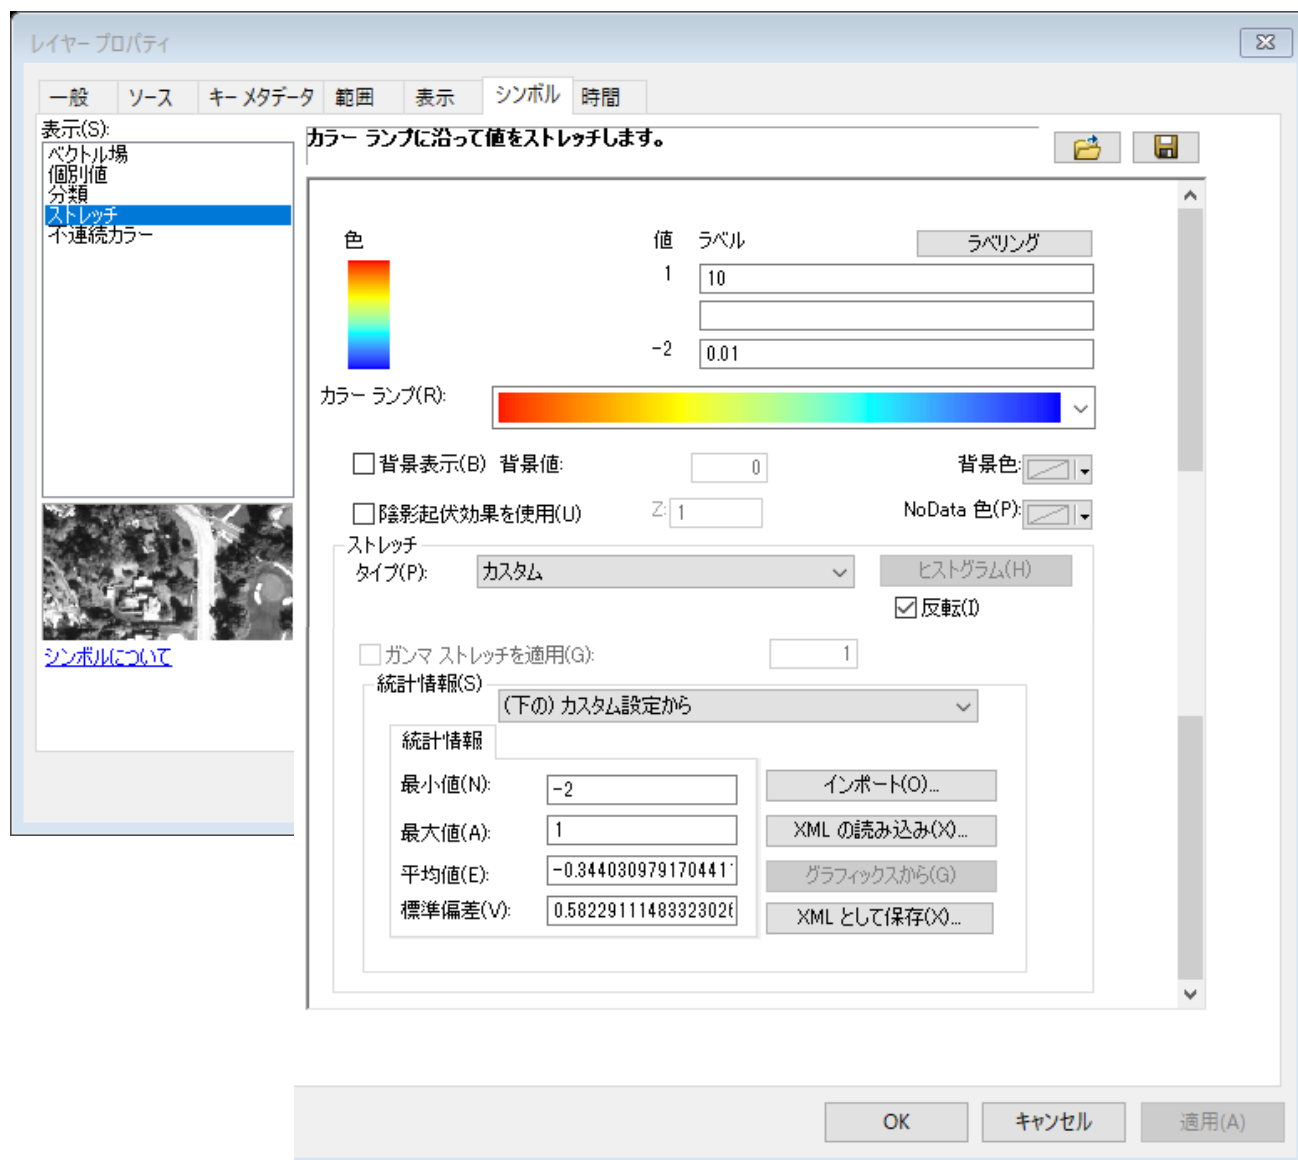 レイヤー プロパティ
一般 ソース キー メタデータ 範囲 表示 シンボル 時間
表示(S):
ベクトル場
個別値
分類
ストレッチ
不連続カラー
シンボルについて
カラー ランプに沿って値をストレッチします。
色 値 ラベル ラベリング
1 10
-2 0.01
カラー ランプ(R):
背景表示(B) 背景値: 0 背景色:
陰影起伏効果を使用(U) Z: 1 NoData 色(P):
ストレッチ
タイプ(P): カスタム ヒストグラム(H)
反転(I)
ガンマ ストレッチを適用(G): 1
統計情報(S)
(下の) カスタム設定から
統計情報
最小値(N): -2 インポート(O)...
最大値(A): 1 XML の読み込み(X)...
平均値(E): -0.344030979170441 グラフィックスから(G)
標準偏差(V): 0.5822911148332302 XML として保存(X)...
OK キャンセル 適用(A)